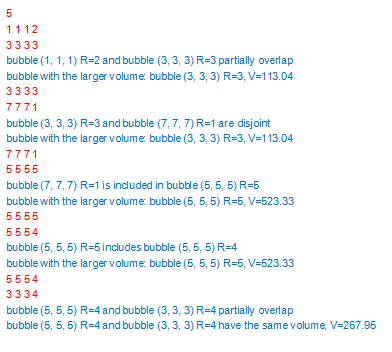 5
1 1 1 2
3 3 3 3
bubble (1, 1, 1) R=2 and bubble (3, 3, 3) R=3 partially overlap
bubble with the larger volume: bubble (3, 3, 3) R=3, V=113.04
3 3 3 3
7 7 7 1
bubble (3, 3, 3) R=3 and bubble (7, 7, 7) R=1 are disjoint
bubble with the larger volume: bubble (3, 3, 3) R=3, V=113.04
7 7 7 1
5 5 5 5
bubble (7, 7, 7) R=1 is included in bubble (5, 5, 5) R=5
bubble with the larger volume: bubble (5, 5, 5) R=5, V=523.33
5 5 5 5
5 5 5 4
bubble (5, 5, 5) R=5 includes bubble (5, 5, 5) R=4
bubble with the larger volume: bubble (5, 5, 5) R=5, V=523.33
5 5 5 4
3 3 3 4
bubble (5, 5, 5) R=4 and bubble (3, 3, 3) R=4 partially overlap
bubble (5, 5, 5) R=4 and bubble (3, 3, 3) R=4 have the same volume, V=267.95